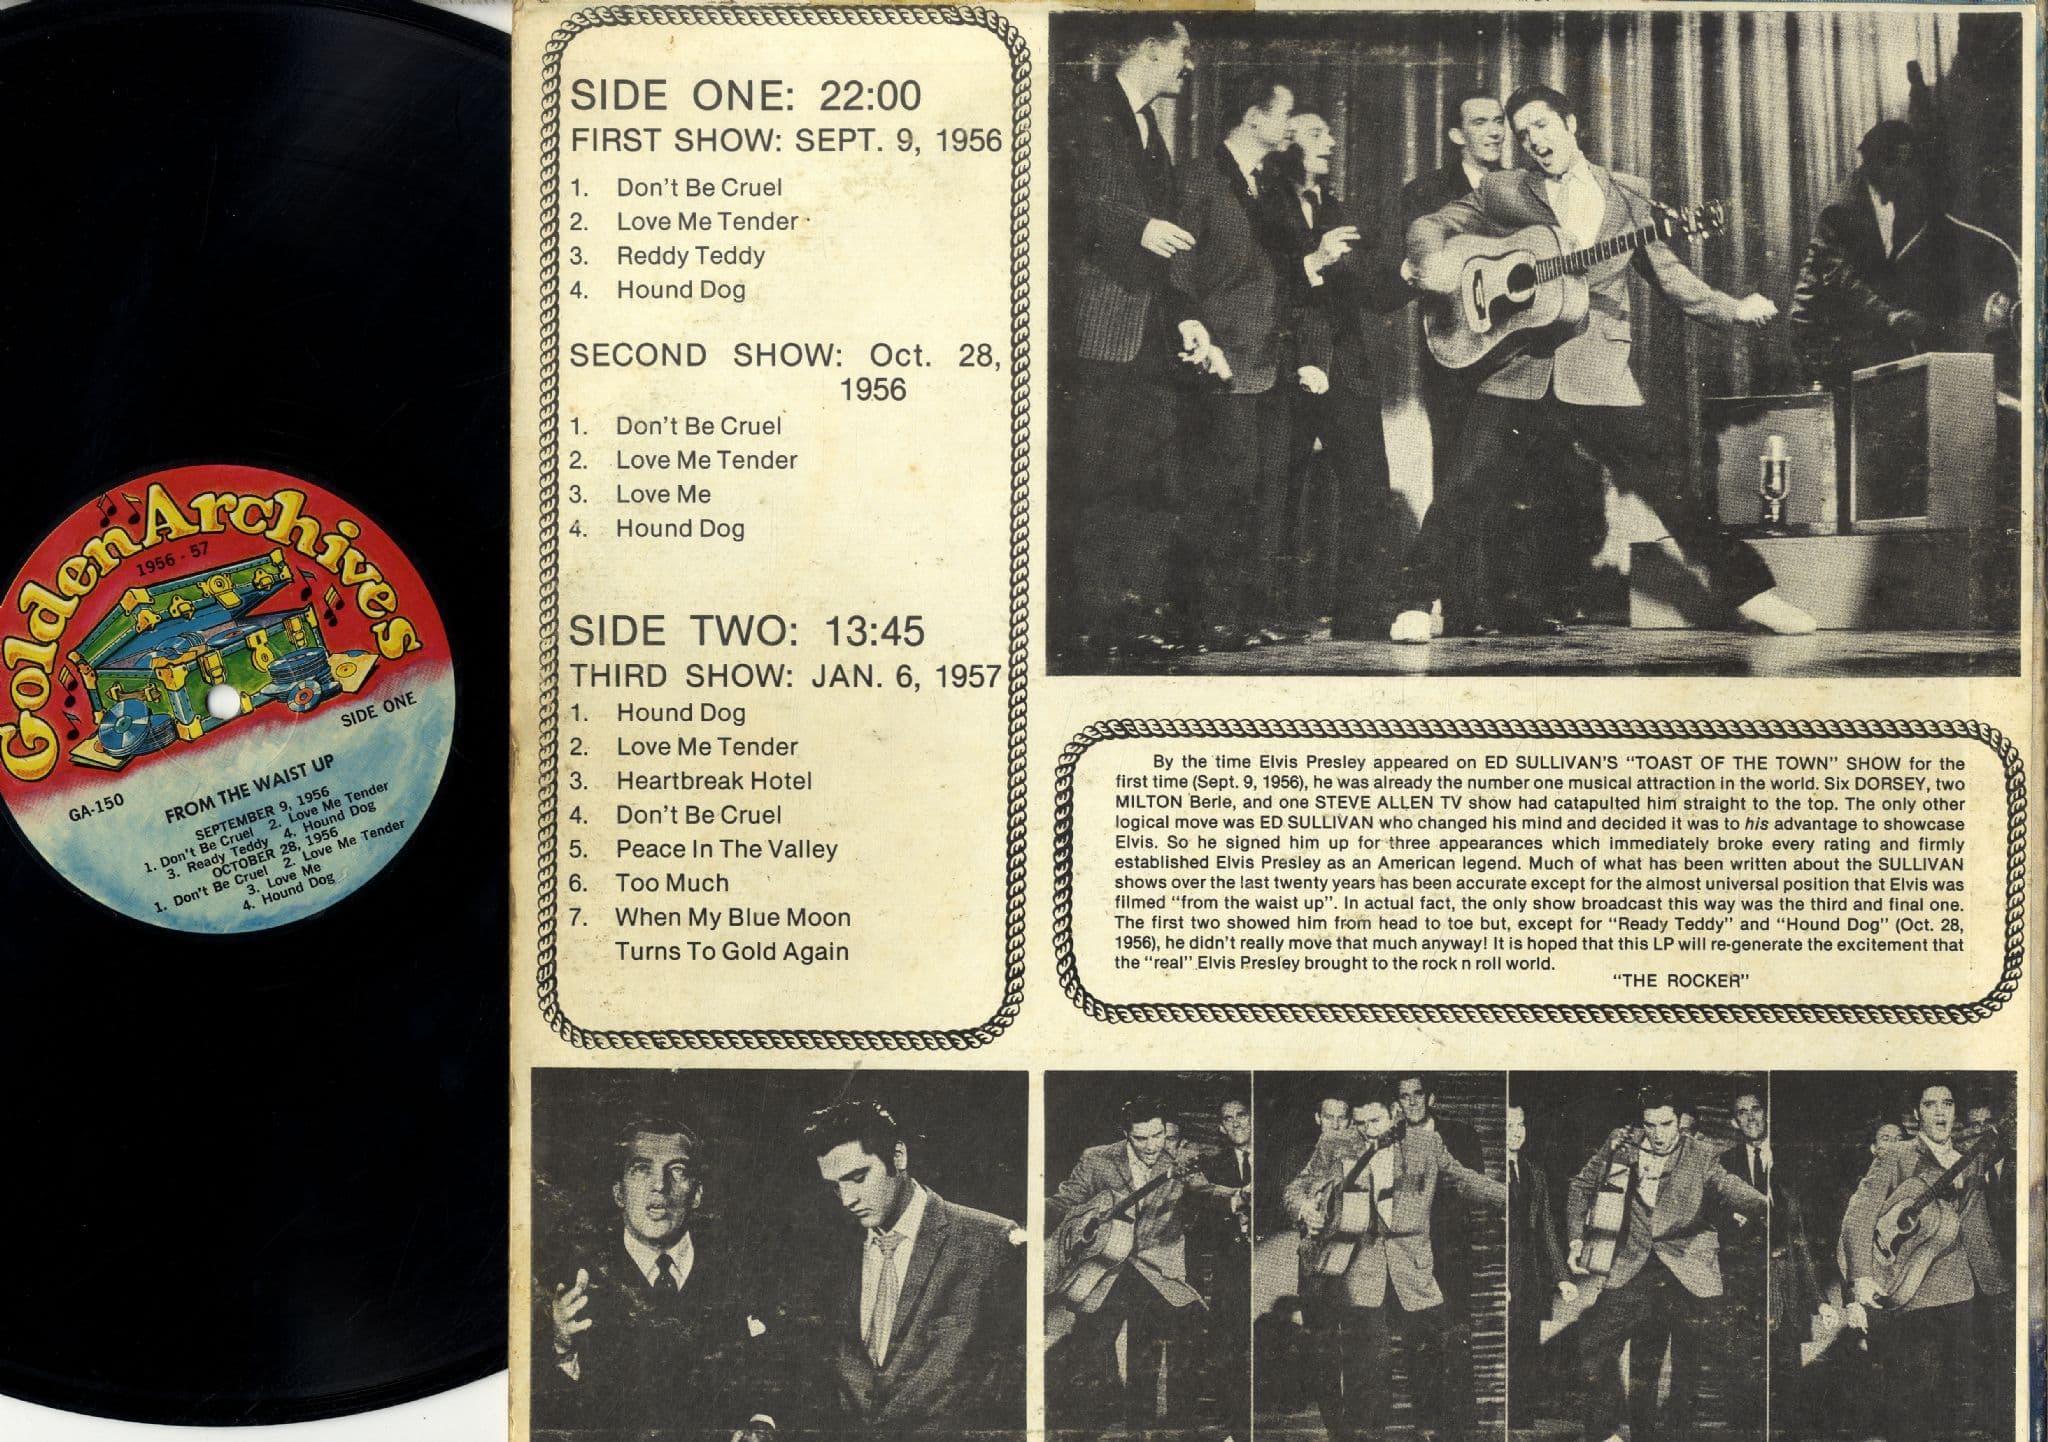 Golden Archives
1956 - 57
SIDE ONE
GA-150
FROM THE WAIST UP
SEPTEMBER 9, 1956
1. Don't Be Cruel 2. Love Me Tender
3. Ready Teddy 4. Hound Dog
OCTOBER 28, 1956
1. Don't Be Cruel 2. Love Me Tender
3. Love Me
4. Hound Dog
SIDE ONE: 22:00
FIRST SHOW: SEPT. 9, 1956
1. Don't Be Cruel
2. Love Me Tender
3. Reddy Teddy
4. Hound Dog
SECOND SHOW: Oct. 28,
1956
1. Don't Be Cruel
2. Love Me Tender
3. Love Me
4. Hound Dog
SIDE TWO: 13:45
THIRD SHOW: JAN. 6, 1957
1. Hound Dog
2. Love Me Tender
3. Heartbreak Hotel
4. Don't Be Cruel
5. Peace In The Valley
6. Too Much
7. When My Blue Moon
Turns To Gold Again
By the time Elvis Presley appeared on ED SULLIVAN'S "TOAST OF THE TOWN" SHOW for the
first time (Sept. 9, 1956), he was already the number one musical attraction in the world. Six DORSEY, two
MILTON Berle, and one STEVE ALLEN TV show had catapulted him straight to the top. The only other
logical move was ED SULLIVAN who changed his mind and decided it was to his advantage to showcase
Elvis. So he signed him up for three appearances which immediately broke every rating and firmly
established Elvis Presley as an American legend. Much of what has been written about the SULLIVAN
shows over the last twenty years has been accurate except for the almost universal position that Elvis was
filmed "from the waist up". In actual fact, the only show broadcast this way was the third and final one.
The first two showed him from head to toe but, except for "Ready Teddy" and "Hound Dog" (Oct. 28,
1956), he didn't really move that much anyway! It is hoped that this LP will re-generate the excitement that
the "real" Elvis Presley brought to the rock n roll world.
"THE ROCKER"